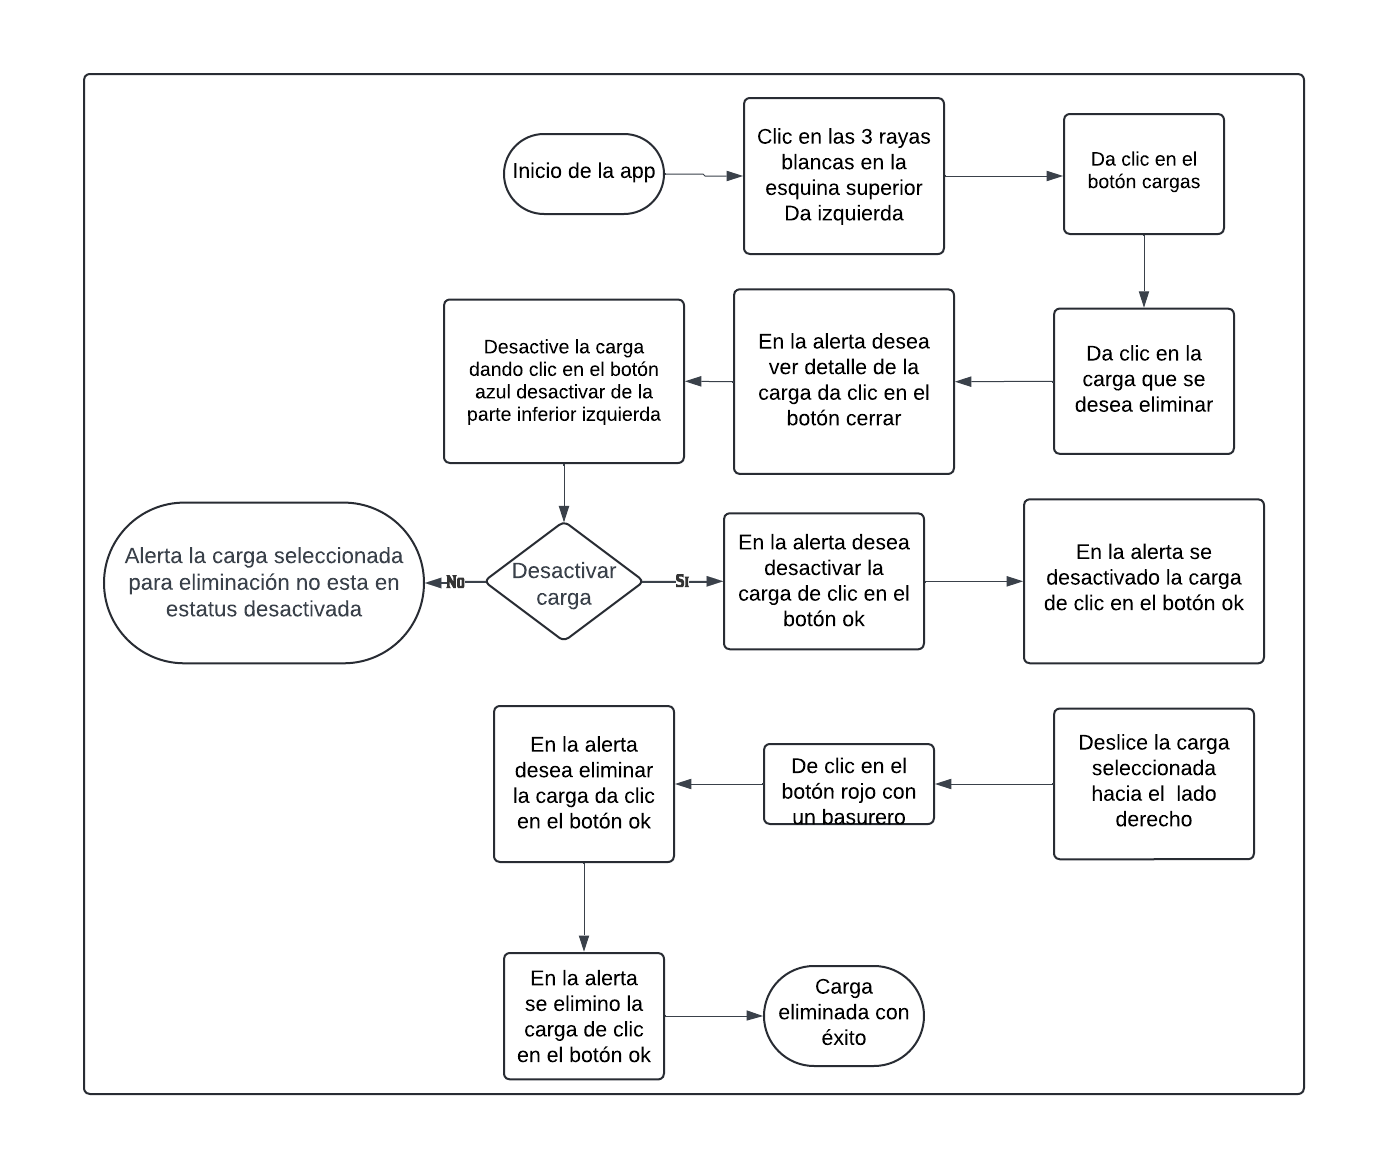 Inicio de la app
Clic en las 3 rayas
blancas en la
esquina superior
Da izquierda
Da clic en el
botón cargas
Da clic en la
carga que se
desea eliminar
En la alerta desea
ver detalle de la
carga da clic en el
botón cerrar
Desactive la carga
dando clic en el botón
azul desactivar de la
parte inferior izquierda
Desactivar
carga
No
Alerta la carga seleccionada
para eliminación no esta en
estatus desactivada
Si
En la alerta desea
desactivar la
carga de clic en el
botón ok
En la alerta se
desactivado la carga
de clic en el botón ok
Deslice la carga
seleccionada
hacia el  lado
derecho
De clic en el
botón rojo con
un basurero
En la alerta
desea eliminar
la carga da clic
en el botón ok
En la alerta
se elimino la
carga de clic
en el botón ok
Carga
eliminada con
éxito